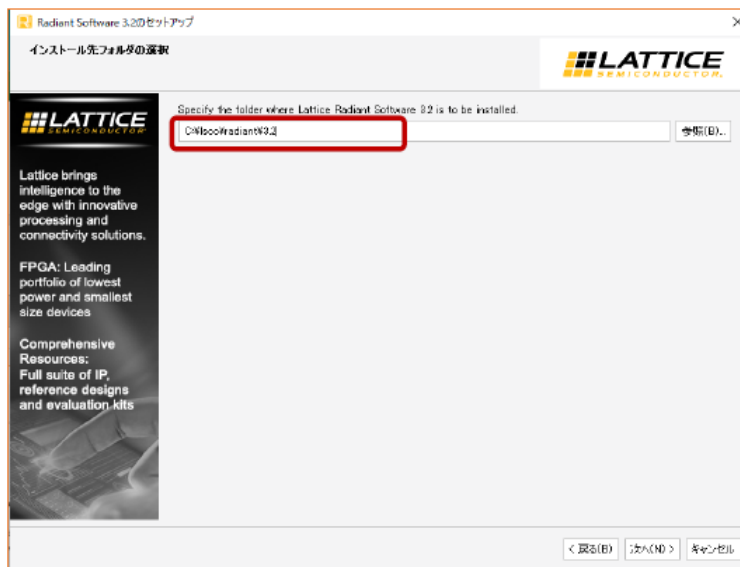 Radiant Software 3.2のセットアップ
インストール先フォルダの選択
LATTICE
SEMICONDUCTOR.
LATTICE
SEMICONDUCTOR
Specify the folder where Lattice Radiant Software 3.2 is to be installed.
C:¥lscc¥radiant¥3.2
参照(B)...
Lattice brings
intelligence to the
edge with innovative
processing and
connectivity solutions.
FPGA: Leading
portfolio of lowest
power and smallest
size devices
Comprehensive
Resources:
Full suite of IP,
reference designs
and evaluation kits
< 戻る(B)
次へ(N) >
キャンセル